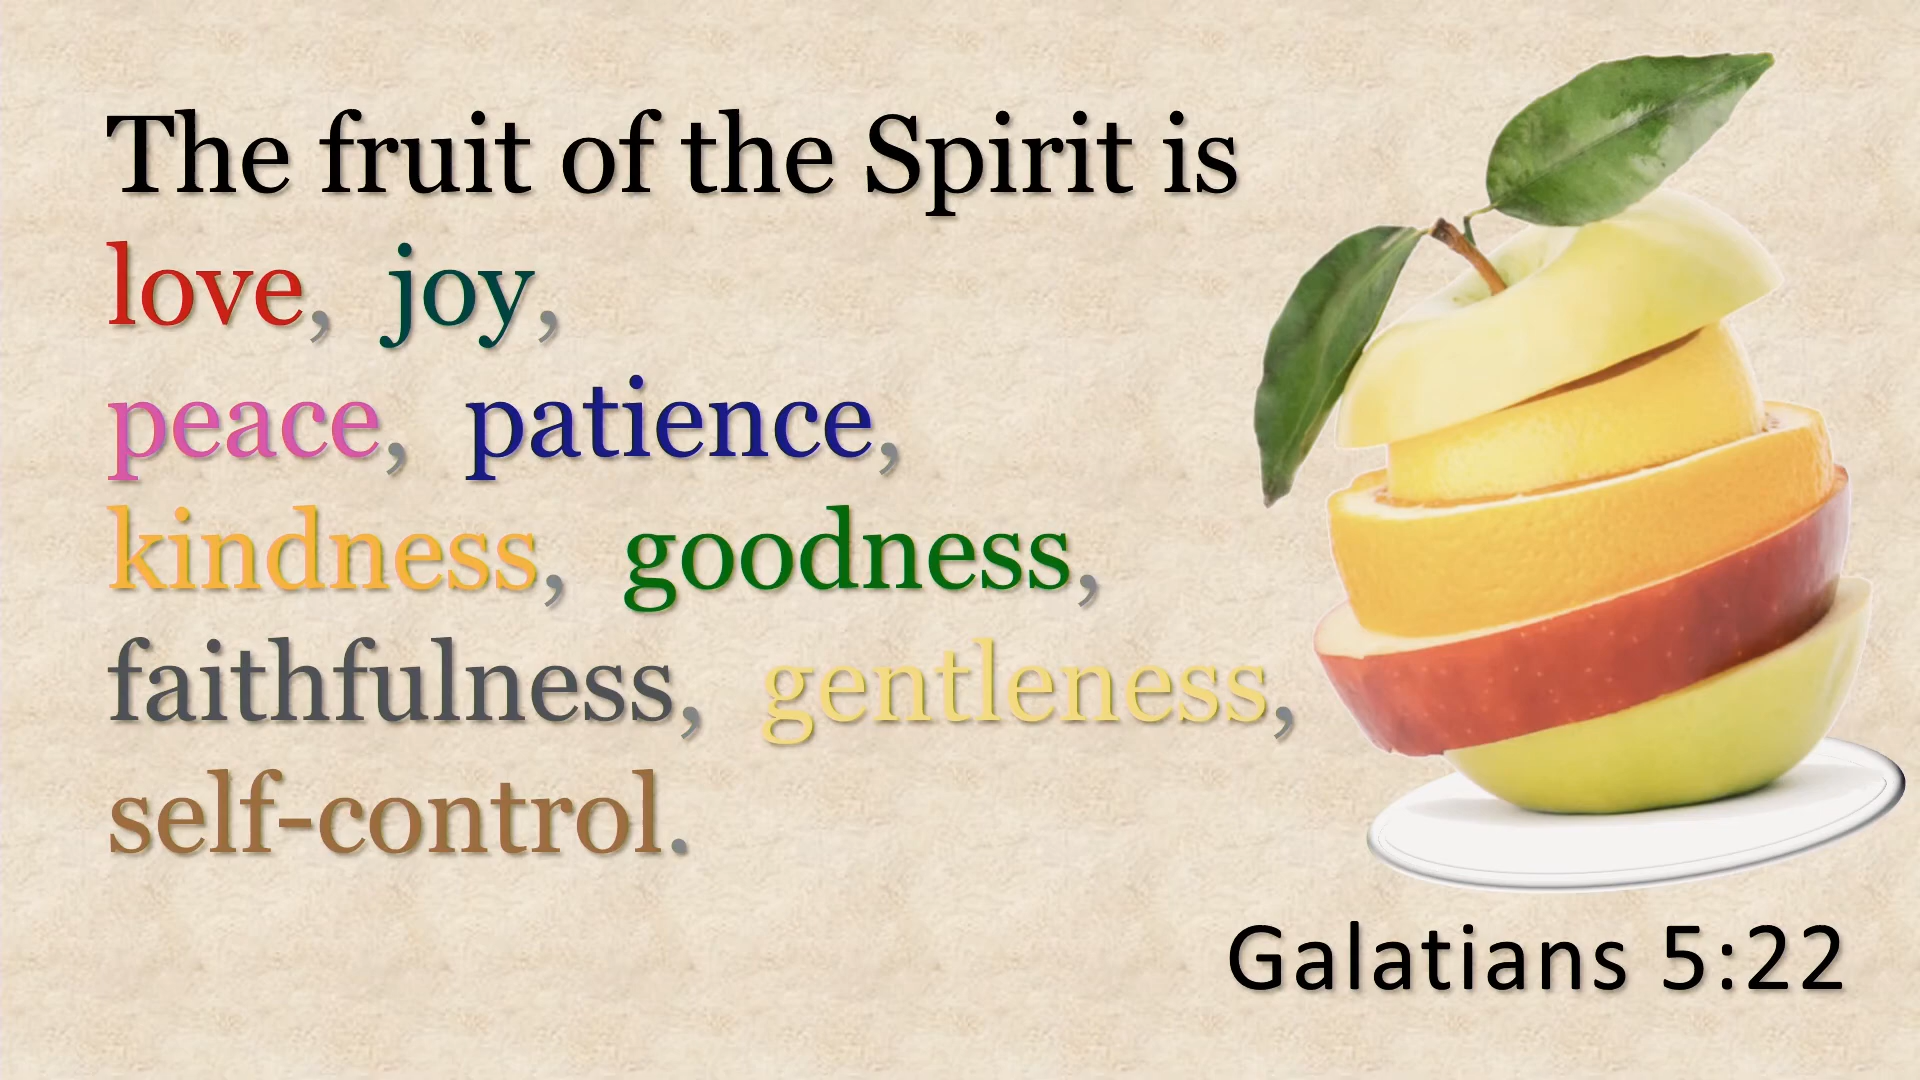 The fruit of the Spirit is
love, joy,
peace, patience,
kindness, goodness,
faithfulness, gentleness,
self-control.
Galatians 5:22